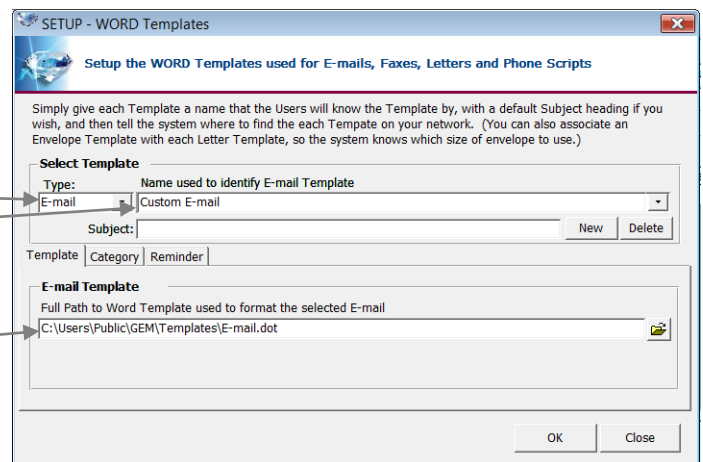 SETUP - WORD Templates
Setup the WORD Templates used for E-mails, Faxes, Letters and Phone Scripts
Simply give each Template a name that the Users will know the Template by, with a default Subject heading if you
wish, and then tell the system where to find the each Tempate on your network. (You can also associate an
Envelope Template with each Letter Template, so the system knows which size of envelope to use.)
Select Template
Type: Name used to identify E-mail Template
E-mail Custom E-mail
Subject: New Delete
Template Category Reminder
E-mail Template
Full Path to Word Template used to format the selected E-mail
C:\Users\Public\GEM\Templates\E-mail.dot
OK Close